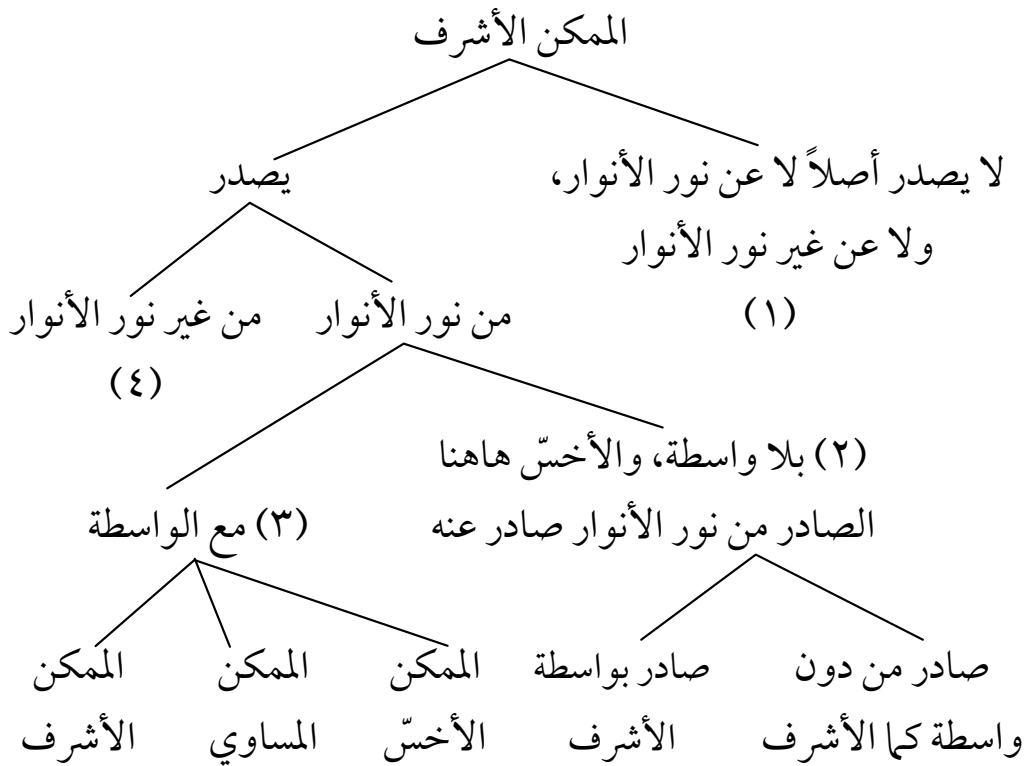 الممكن الأشرف
لا يصدر أصلاً لا عن نور الأنوار،
ولا عن غير نور الأنوار
(١)
يصدر
من نور الأنوار
من غير نور الأنوار
(٤)
(٢) بلا واسطة، والأخسّ هاهنا
الصادر من نور الأنوار صادر عنه
(٣) مع الواسطة
صادر من دون
واسطة كما الأشرف
صادر بواسطة
الأشرف
الممكن
الأخسّ
الممكن
المساوي
الممكن
الأشرف